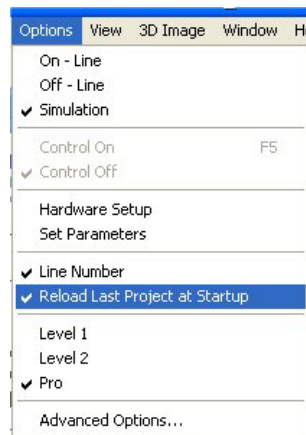 Options View 3D Image Window H
On - Line
Off - Line
Simulation
Control On F5
Control Off
Hardware Setup
Set Parameters
Line Number
Reload Last Project at Startup
Level 1
Level 2
Pro
Advanced Options...